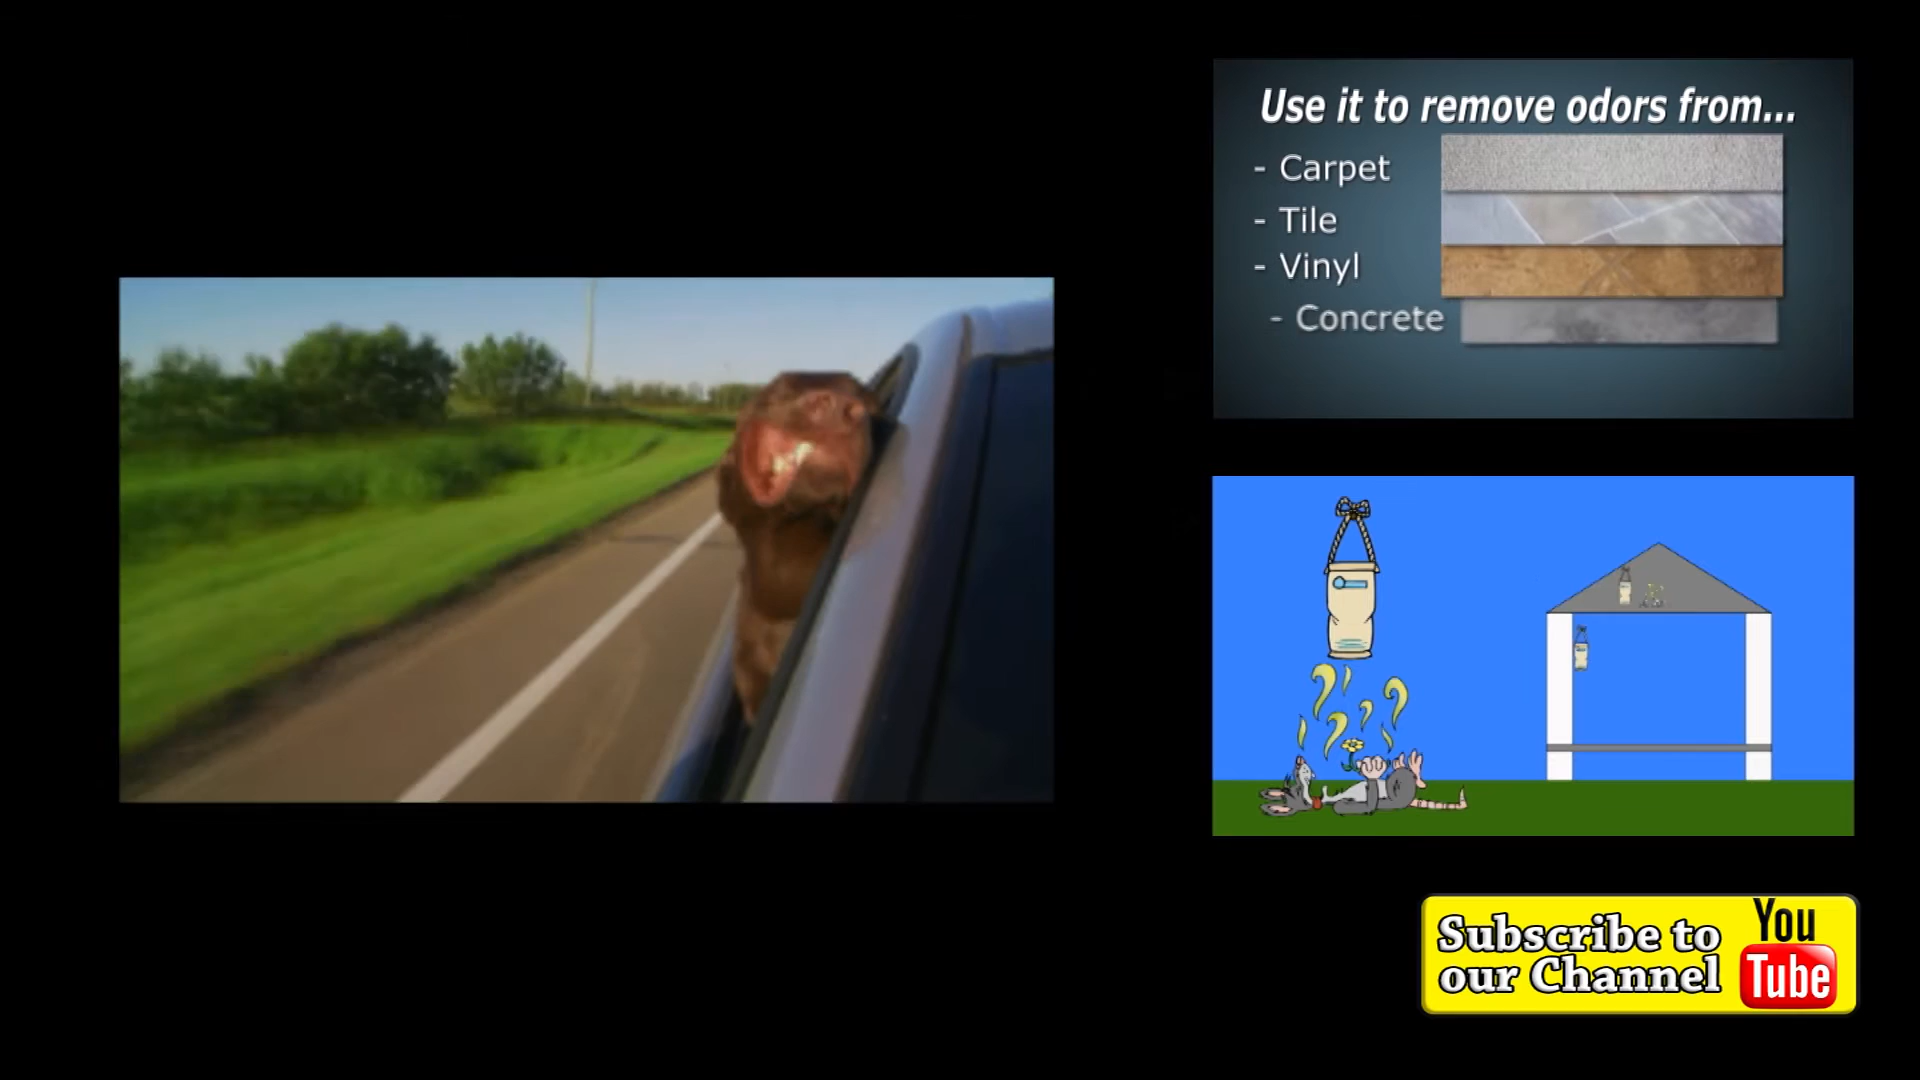 Use it to remove odors from...
- Carpet
- Tile
- Vinyl
- Concrete
Subscribe to
our Channel
You
Tube